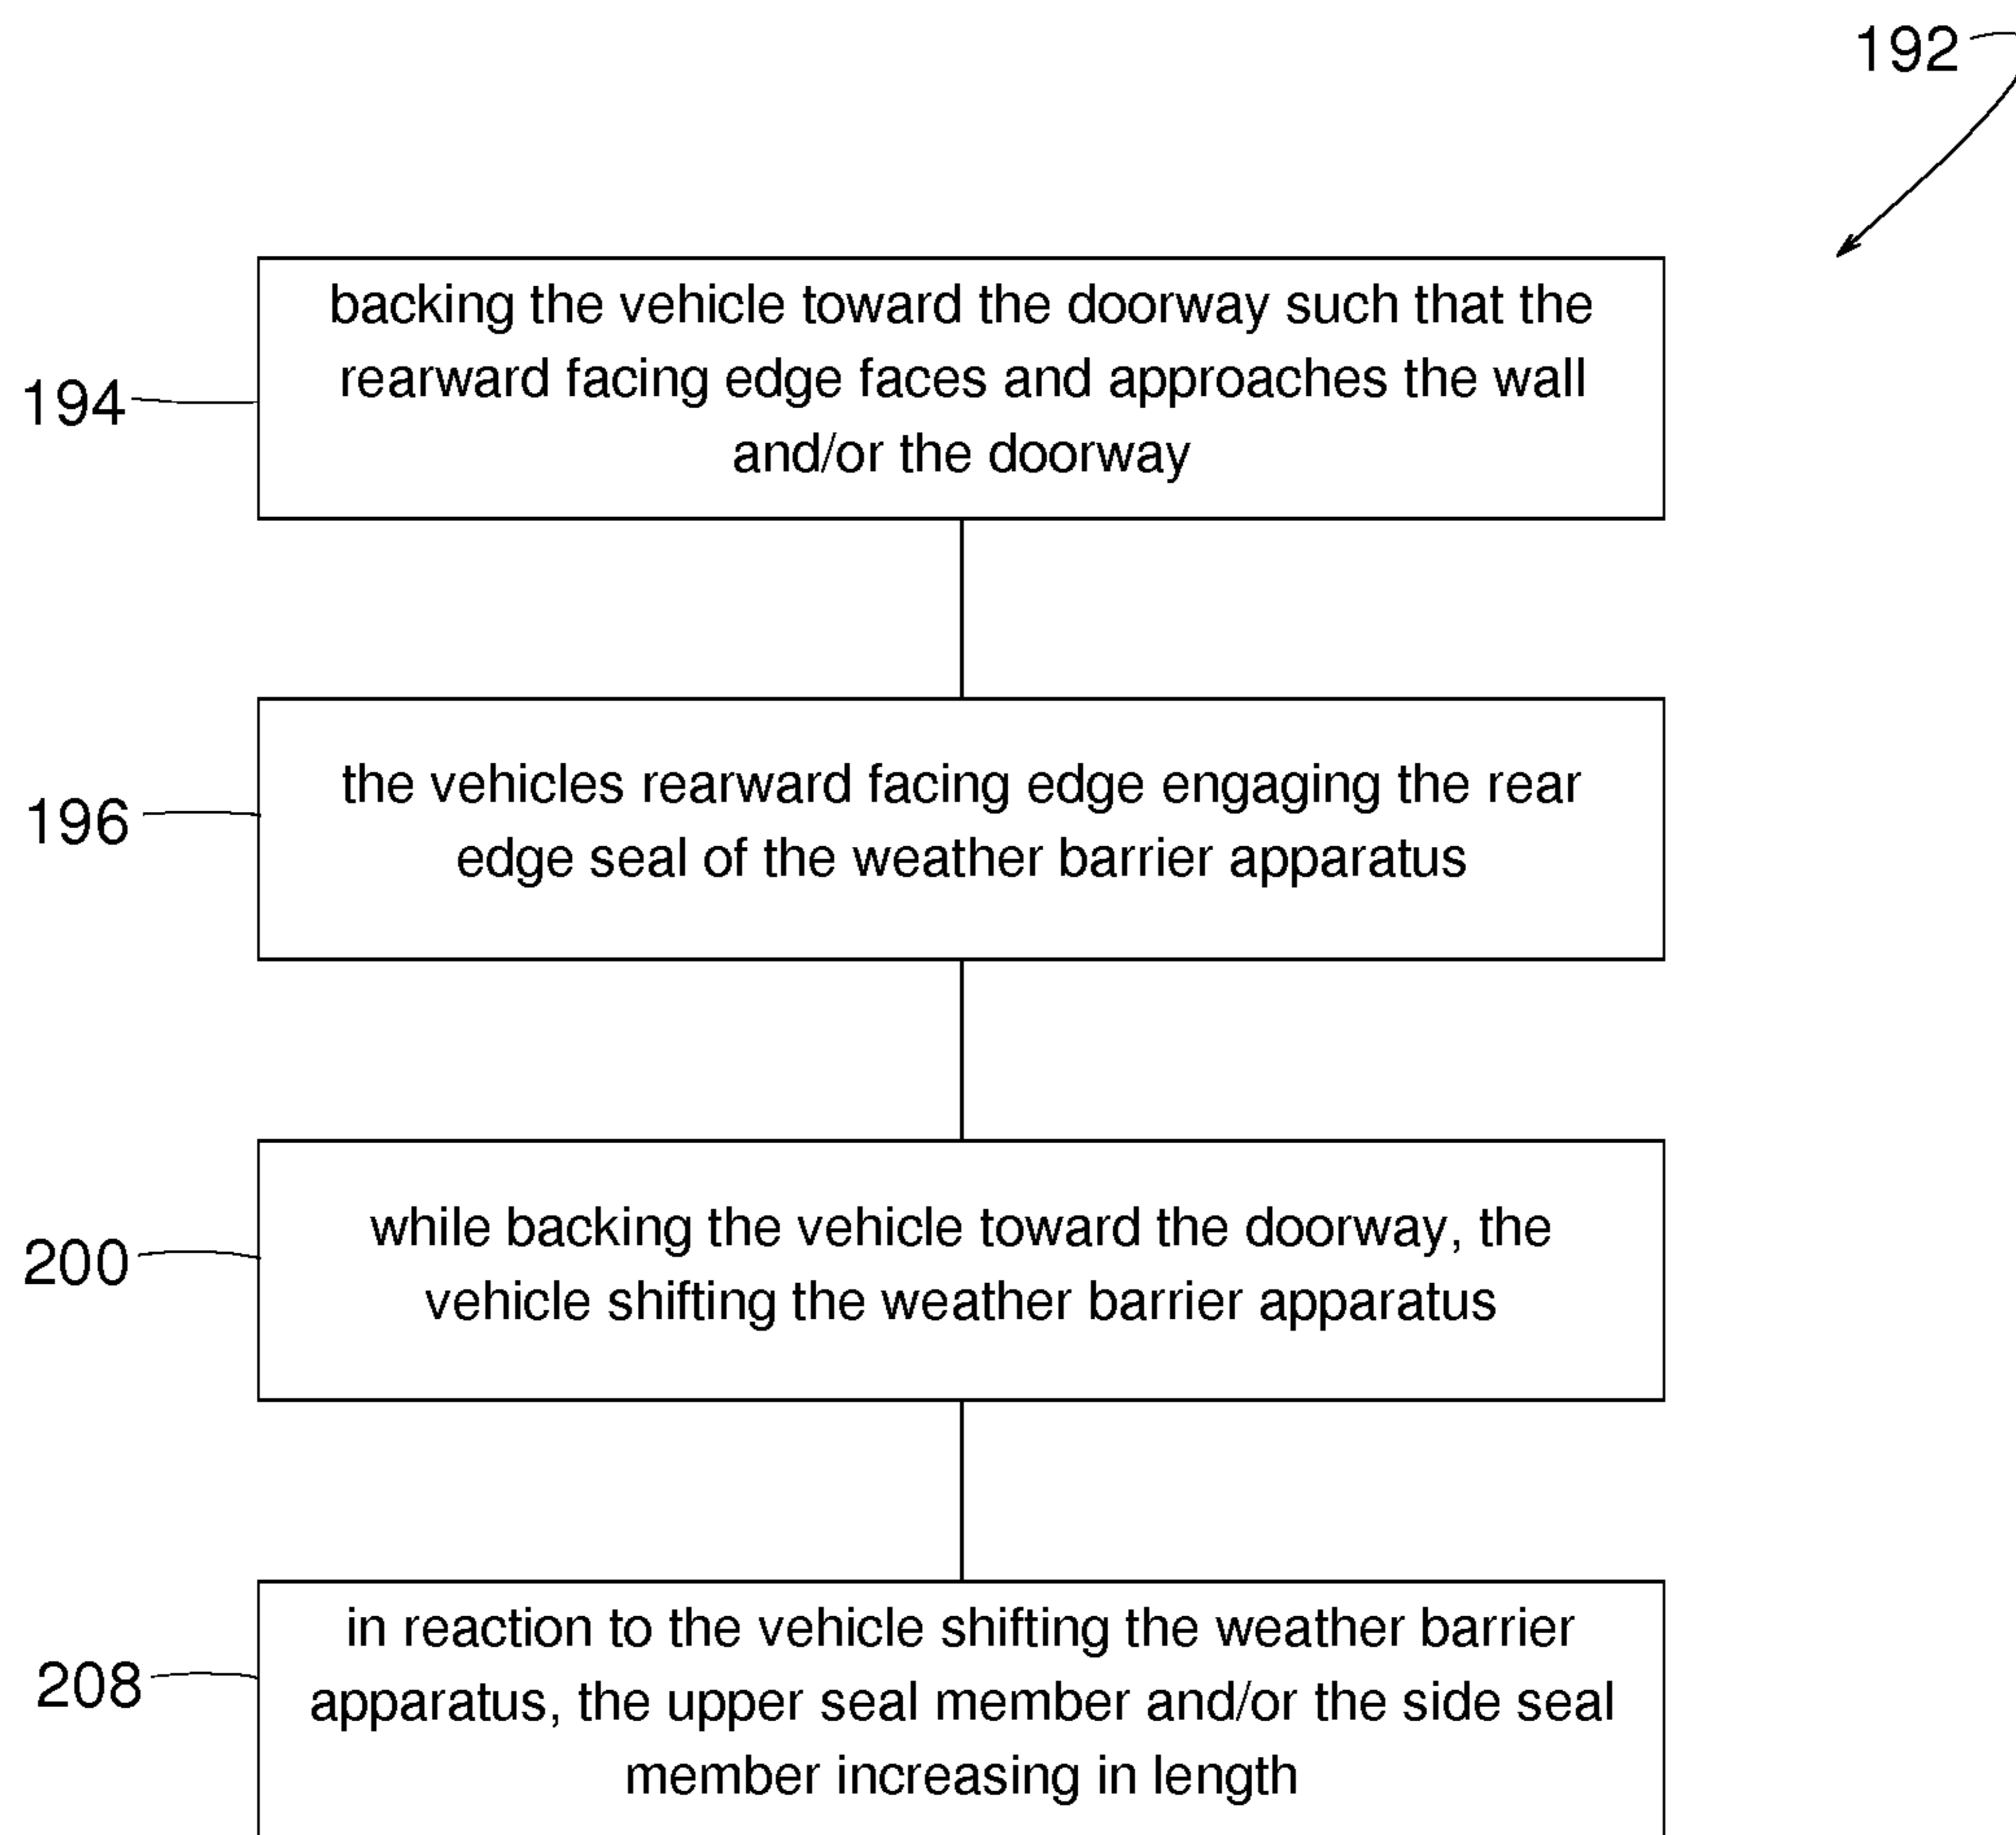 192
backing the vehicle toward the doorway such that the
rearward facing edge faces and approaches the wall
and/or the doorway
194
the vehicles rearward facing edge engaging the rear
edge seal of the weather barrier apparatus
196
while backing the vehicle toward the doorway, the
vehicle shifting the weather barrier apparatus
200
in reaction to the vehicle shifting the weather barrier
apparatus, the upper seal member and/or the side seal
member increasing in length
208